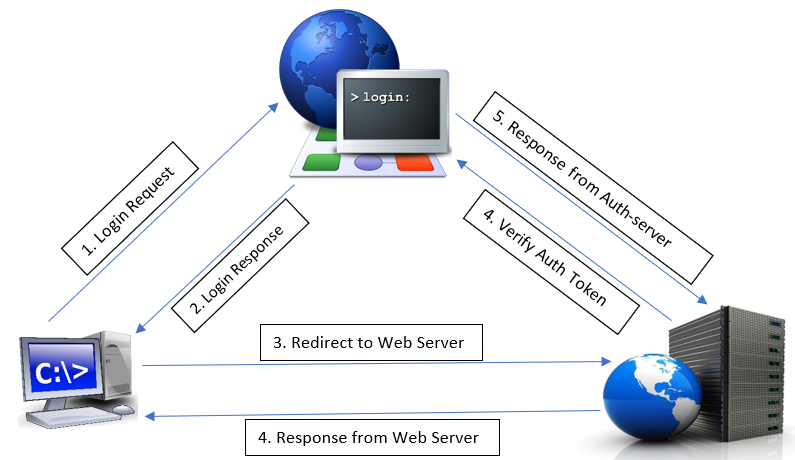 > login:
5. Response from Auth-server
1. Login Request
4. Verify Auth Token
2. Login Response
3. Redirect to Web Server
C:\>
4. Response from Web Server